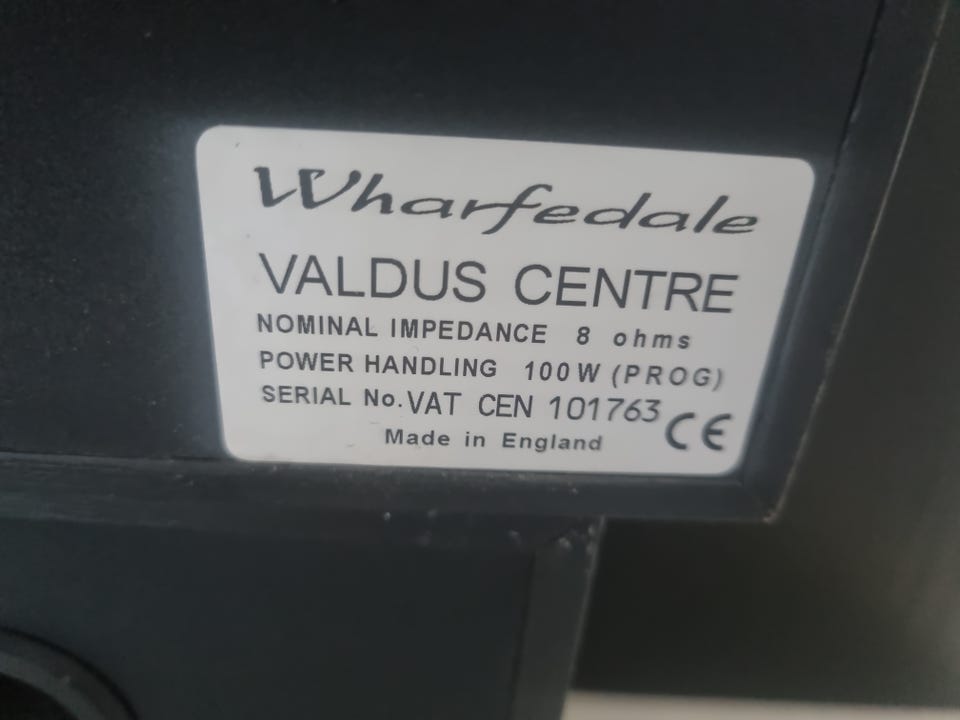 Wharfedale
VALDUS CENTRE
NOMINAL IMPEDANCE 8 ohms
POWER HANDLING 100W (PROG)
SERIAL No. VAT CEN 101763 CE
Made in England